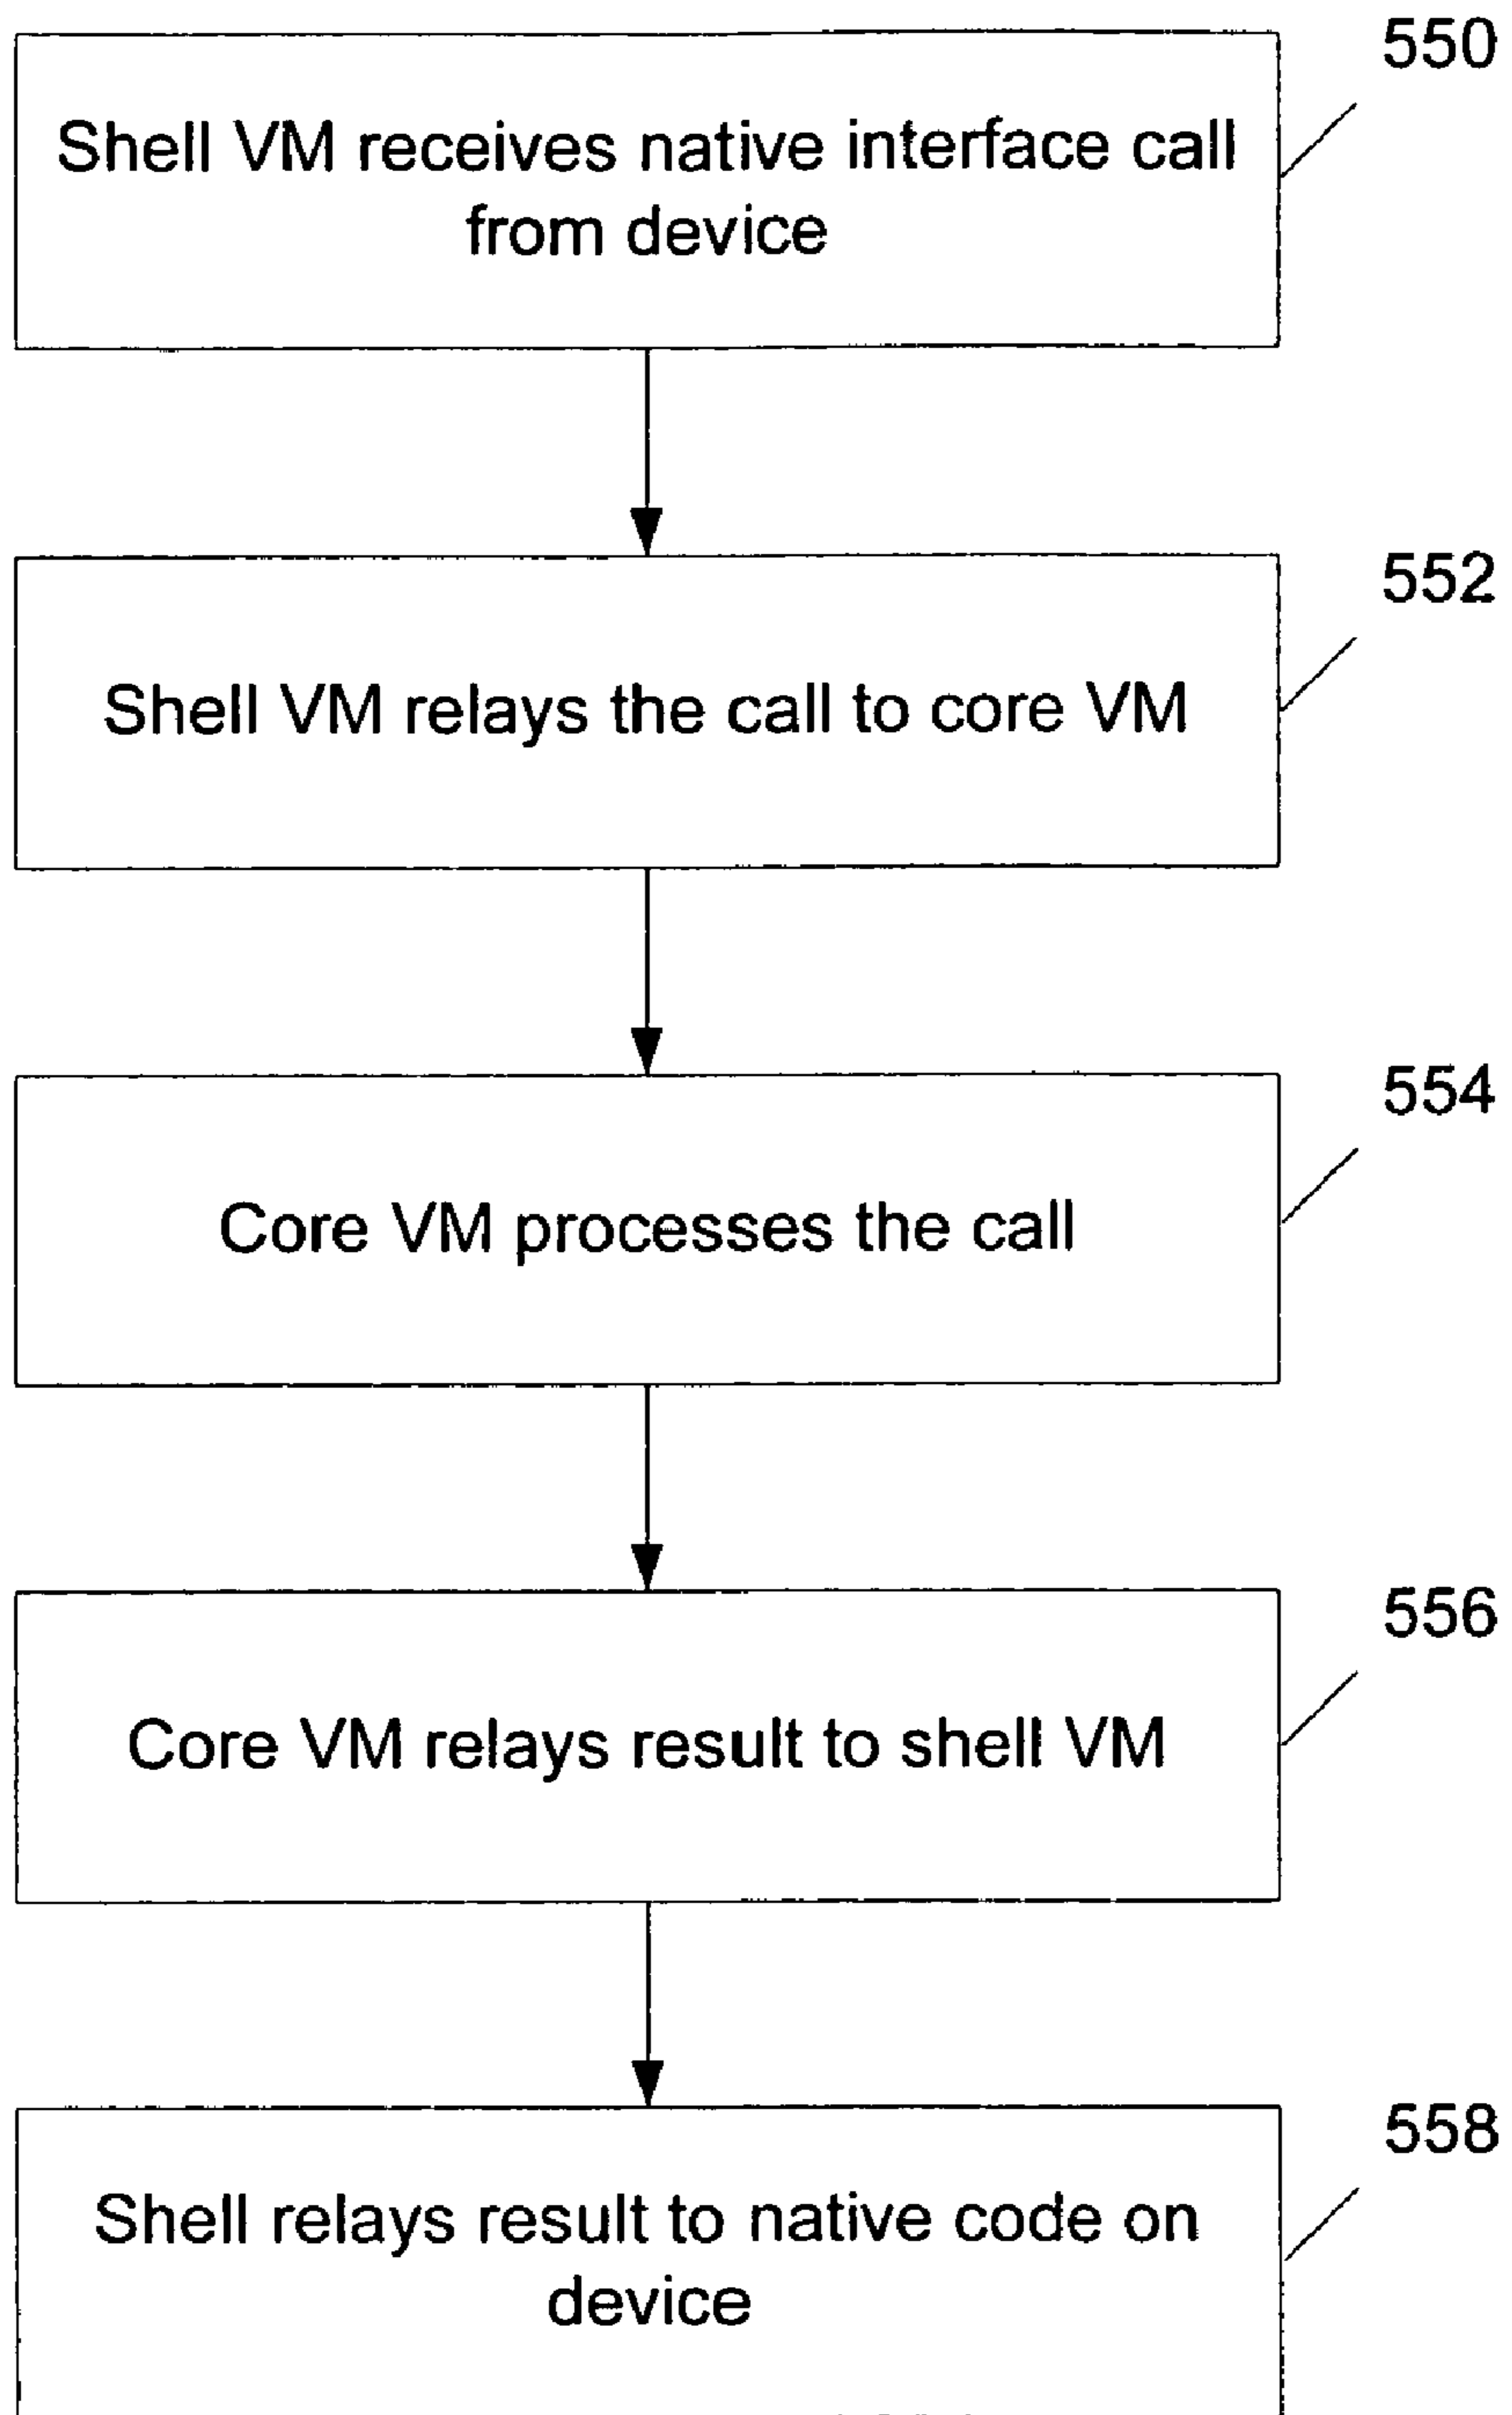 550
Shell VM receives native interface call
from device
552
Shell VM relays the call to core VM
554
Core VM processes the call
556
Core VM relays result to shell VM
558
Shell relays result to native code on
device